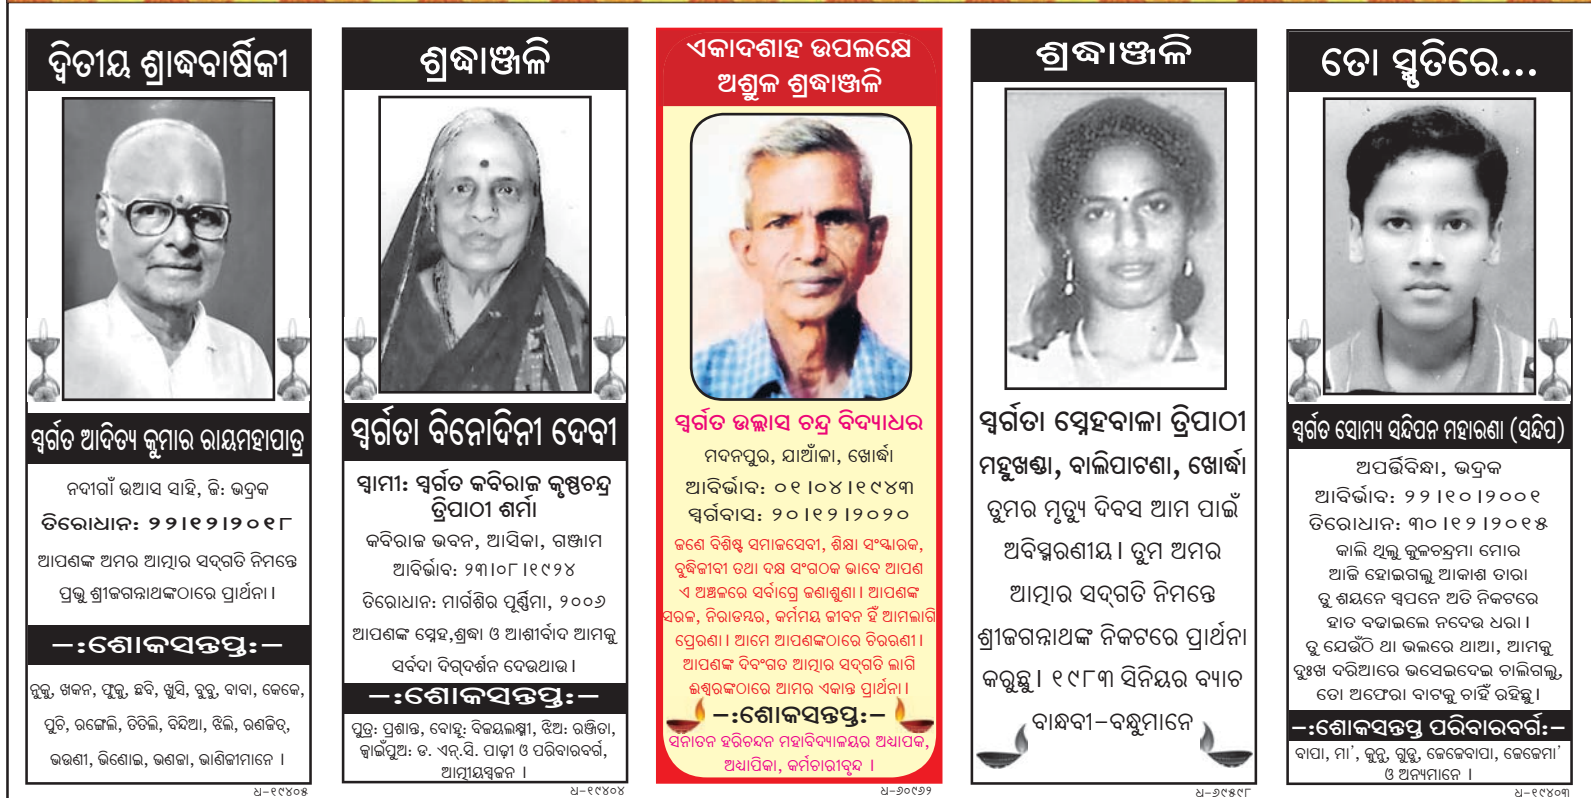 ଦ୍ୱିତୀୟ ଶ୍ରାଦ୍ଧବାର୍ଷିକୀ
ସ୍ୱର୍ଗତ ଆଦିତ୍ୟ କୁମାର ରାୟମହାପାତ୍ର
ନଦୀଗାଁ ଉଆସ ସାହି, ଜି: ଭଦ୍ରକ
ତିରୋଧାନ: ୨୨।୧୨।୨୦୧୮
ଆପଣଙ୍କ ଅମର ଆତ୍ମାର ସଦ୍‌ଗତି ନିମନ୍ତେ
ପ୍ରଭୁ ଶ୍ରୀଜଗନ୍ନାଥଙ୍କଠାରେ ପ୍ରାର୍ଥନା।
–:ଶୋକସନ୍ତପ୍ତ:–
ନୁକୁ, ଖକନ, ଫୁକୁ, ଛବି, ଖୁସି, ବୁବୁ, ବାବା, କେକେ,
ପୁଚି, ରଙ୍ଗେଲି, ତିତିଲି, ବିନ୍ଦିଆ, ଝିଲି, ରଣଜିତ୍,
ଭଉଣୀ, ଭିଣୋଇ, ଭଣଜା, ଭାଣିଜୀମାନେ ।
ଧ-୧୯୪୦୫
ଶ୍ରଦ୍ଧାଞ୍ଜଳି
ସ୍ୱର୍ଗତା ବିନୋଦିନୀ ଦେବୀ
ସ୍ୱାମୀ: ସ୍ୱର୍ଗତ କବିରାଜ କୃଷ୍ଣଚନ୍ଦ୍ର
ତ୍ରିପାଠୀ ଶର୍ମା
କବିରାଜ ଭବନ, ଆସିକା, ଗଞ୍ଜାମ
ଆବିର୍ଭାବ: ୨୩।୦୮।୧୯୨୪
ତିରୋଧାନ: ମାର୍ଗଶିର ପୂର୍ଣ୍ଣିମା, ୨୦୦୬
ଆପଣଙ୍କ ସ୍ନେହ,ଶ୍ରଦ୍ଧା ଓ ଆଶୀର୍ବାଦ ଆମକୁ
ସର୍ବଦା ଦିଗ୍‌ଦର୍ଶନ ଦେଉଥାଉ।
–:ଶୋକସନ୍ତପ୍ତ:–
ପୁତ୍ର: ପ୍ରଶାନ୍ତ, ବୋହୂ: ବିଜୟଲକ୍ଷ୍ମୀ, ଝିଅ: ରଞ୍ଜିତା,
ଜ୍ୱାଇଁପୁଅ: ଡ. ଏନ୍.ସି. ପାଢ଼ୀ ଓ ପରିବାରବର୍ଗ,
ଆତ୍ମୀୟସ୍ୱଜନ ।
ଧ-୧୯୪୦୪
ଏକାଦଶାହ ଉପଲକ୍ଷେ
ଅଶ୍ରୁଳ ଶ୍ରଦ୍ଧାଞ୍ଜଳି
ସ୍ୱର୍ଗତ ଉଲ୍ଲାସ ଚନ୍ଦ୍ର ବିଦ୍ୟାଧର
ମଦନପୁର, ଯାଆଁଳା, ଖୋର୍ଦ୍ଧା
ଆବିର୍ଭାବ: ୦୧।୦୪।୧୯୪୩
ସ୍ୱର୍ଗବାସ: ୨୦।୧୨।୨୦୨୦
ଜଣେ ବିଶିଷ୍ଟ ସମାଜସେବୀ, ଶିକ୍ଷା ସଂସ୍କାରକ,
ବୁଦ୍ଧିଜୀବୀ ତଥା ଦକ୍ଷ ସଂଗଠକ ଭାବେ ଆପଣ
ଏ ଅଞ୍ଚଳରେ ସର୍ବାଗ୍ରେ ଜଣାଶୁଣା। ଆପଣଙ୍କ
ସରଳ, ନିରାଡମ୍ବର, କର୍ମମୟ ଜୀବନ ହିଁ ଆମଲାଗି
ପ୍ରେରଣା। ଆମେ ଆପଣଙ୍କଠାରେ ଚିରଋଣୀ।
ଆପଣଙ୍କ ଦିବଂଗତ ଆତ୍ମାର ସଦ୍‌ଗତି ଲାଗି
ଈଶ୍ୱରଙ୍କଠାରେ ଆମର ଏକାନ୍ତ ପ୍ରାର୍ଥନା।
–:ଶୋକସନ୍ତପ୍ତ:–
ସନାତନ ହରିଚନ୍ଦନ ମହାବିଦ୍ୟାଳୟର ଅଧ୍ୟାପକ,
ଅଧ୍ୟାପିକା, କର୍ମଚାରୀବୃନ୍ଦ ।
ଧ-୬୦୯୬୨
ଶ୍ରଦ୍ଧାଞ୍ଜଳି
ସ୍ୱର୍ଗତା ସ୍ନେହବାଳା ତ୍ରିପାଠୀ
ମହୁଖଣ୍ଡା, ବାଲିପାଟଣା, ଖୋର୍ଦ୍ଧା
ତୁମର ମୃତ୍ୟୁ ଦିବସ ଆମ ପାଇଁ
ଅବିସ୍ମରଣୀୟ। ତୁମ ଅମର
ଆତ୍ମାର ସଦ୍‌ଗତି ନିମନ୍ତେ
ଶ୍ରୀଜଗନ୍ନାଥଙ୍କ ନିକଟରେ ପ୍ରାର୍ଥନା
କରୁଛୁ। ୧୯୮୩ ସିନିୟର ବ୍ୟାଚ
ବାନ୍ଧବୀ-ବନ୍ଧୁମାନେ
ଧ-୬୯୫୯୮
ତୋ ସ୍ମୃତିରେ...
ସ୍ୱର୍ଗତ ସୋମ୍ୟ ସନ୍ଦିପନ ମହାରଣା (ସନ୍ଦିପ)
ଅପର୍ତ୍ତିବିନ୍ଧା, ଭଦ୍ରକ
ଆବିର୍ଭାବ: ୨୨।୧୦।୨୦୦୧
ତିରୋଧାନ: ୩୦।୧୨।୨୦୧୫
କାଲି ଥିଲୁ କୁଳଚନ୍ଦ୍ରମା ମୋର
ଆଜି ହୋଇଗଲୁ ଆକାଶ ତାରା
ତୁ ଶୟନେ ସ୍ୱପନେ ଅତି ନିକଟରେ
ହାତ ବଢାଇଲେ ନଦେଉ ଧରା।
ତୁ ଯେଉଁଠି ଥା ଭଲରେ ଥାଆ, ଆମକୁ
ଦୁଃଖ ଦରିଆରେ ଭସେଇଦେଇ ଚାଲିଗଲୁ,
ତୋ ଅଫେରା ବାଟକୁ ଚାହିଁ ରହିଛୁ।
–:ଶୋକସନ୍ତପ୍ତ ପରିବାରବର୍ଗ:–
ବାପା, ମା', କୁନୁ, ଗୁଡୁ, ଜେଜେବାପା, ଜେଜେମା'
ଓ ଅନ୍ୟମାନେ ।
ଧ-୧୯୪୦୩